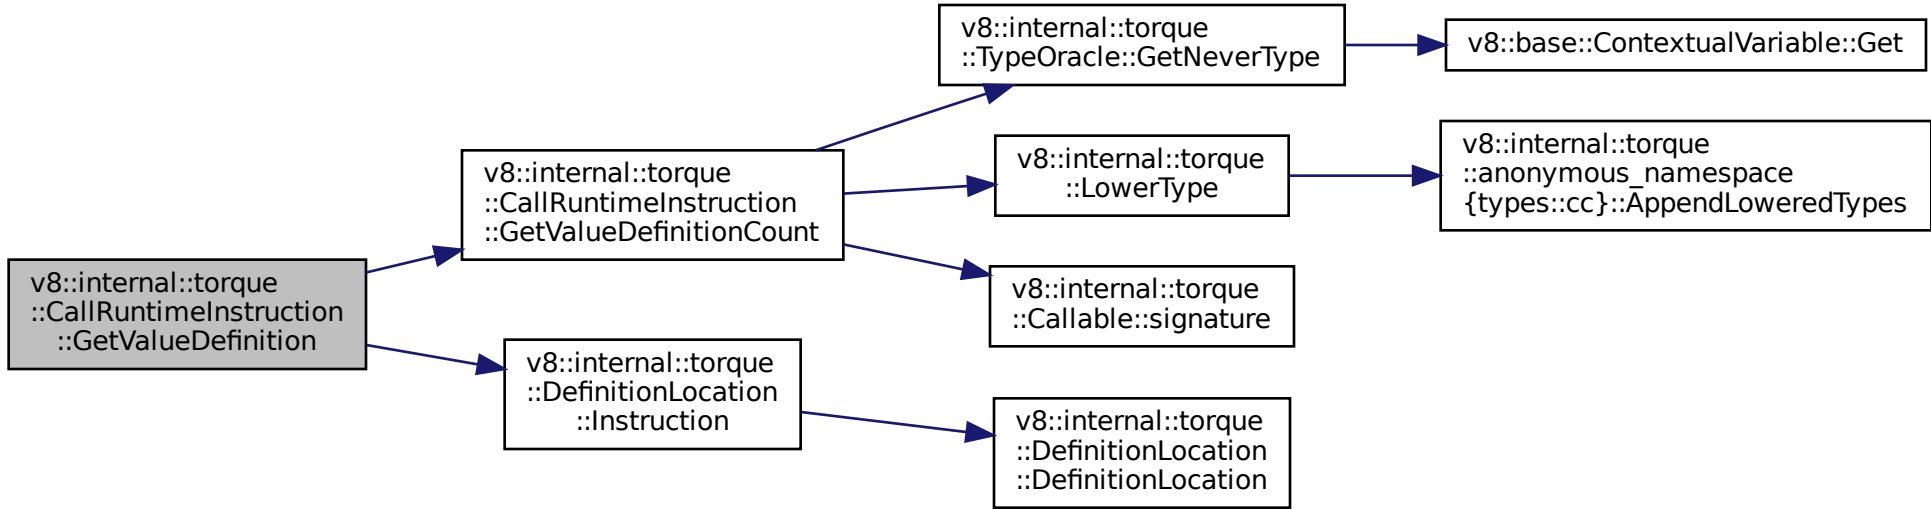 v8::internal::torque
::CallRuntimeInstruction
::GetValueDefinition
v8::internal::torque
::CallRuntimeInstruction
::GetValueDefinitionCount
v8::internal::torque
::TypeOracle::GetNeverType
v8::base::ContextualVariable::Get
v8::internal::torque
::LowerType
v8::internal::torque
::anonymous_namespace
{types::cc}::AppendLoweredTypes
v8::internal::torque
::Callable::signature
v8::internal::torque
::DefinitionLocation
::Instruction
v8::internal::torque
::DefinitionLocation
::DefinitionLocation